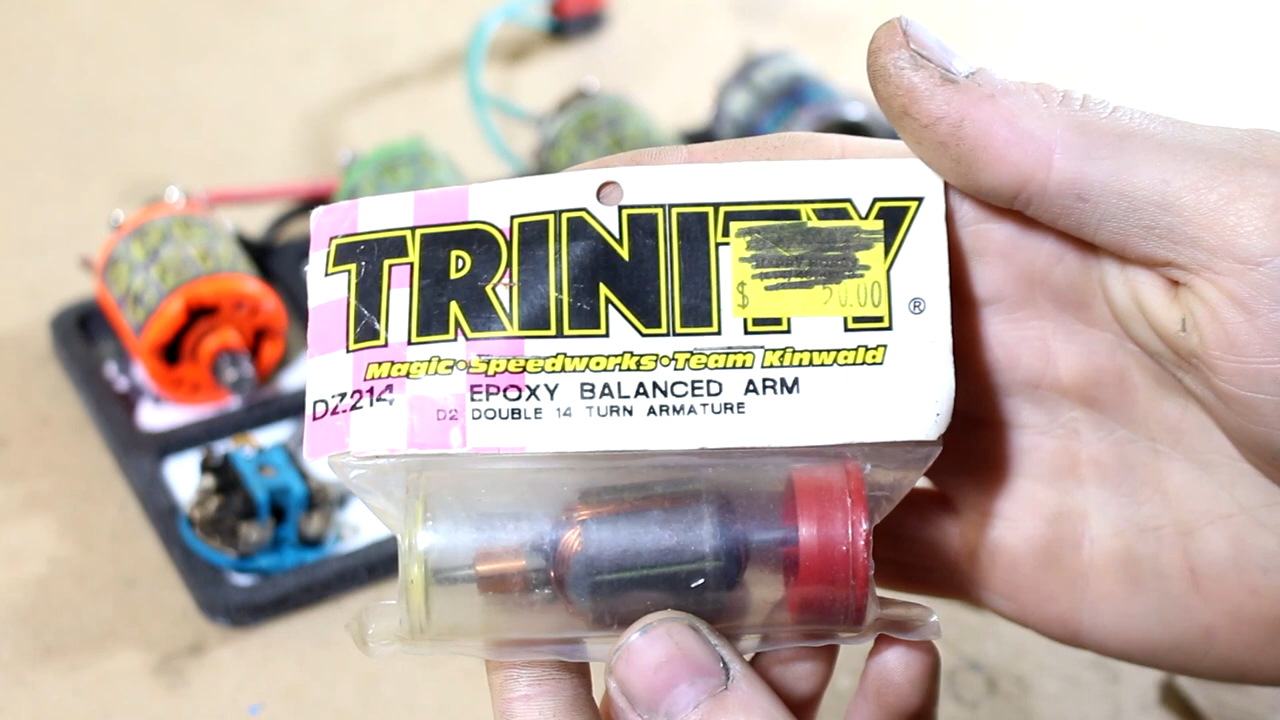 TRINITY
$ 50.00
®
Magic•Speedworks•Team Kinwald
DZ214 EPOXY BALANCED ARM
D2 DOUBLE 14 TURN ARMATURE